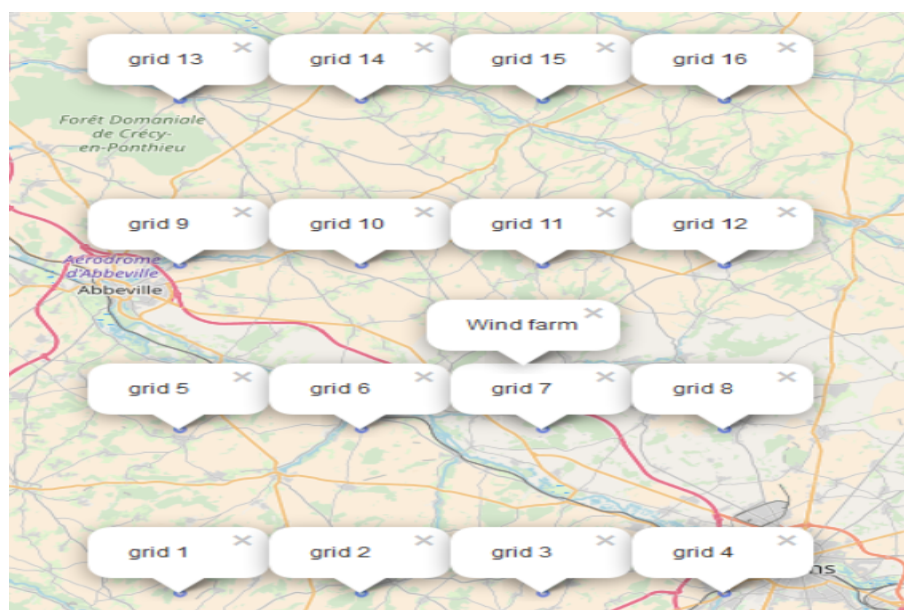 grid 13 ×
grid 14 ×
grid 15 ×
grid 16 ×
Forêt Domaniale
de Crécy-
en-Ponthieu
grid 9 ×
grid 10 ×
grid 11 ×
grid 12 ×
Aérodrome
d'Abbeville
Abbeville
Wind farm ×
grid 5 ×
grid 6 ×
grid 7 ×
grid 8 ×
grid 1 ×
grid 2 ×
grid 3 ×
grid 4 ×
ns